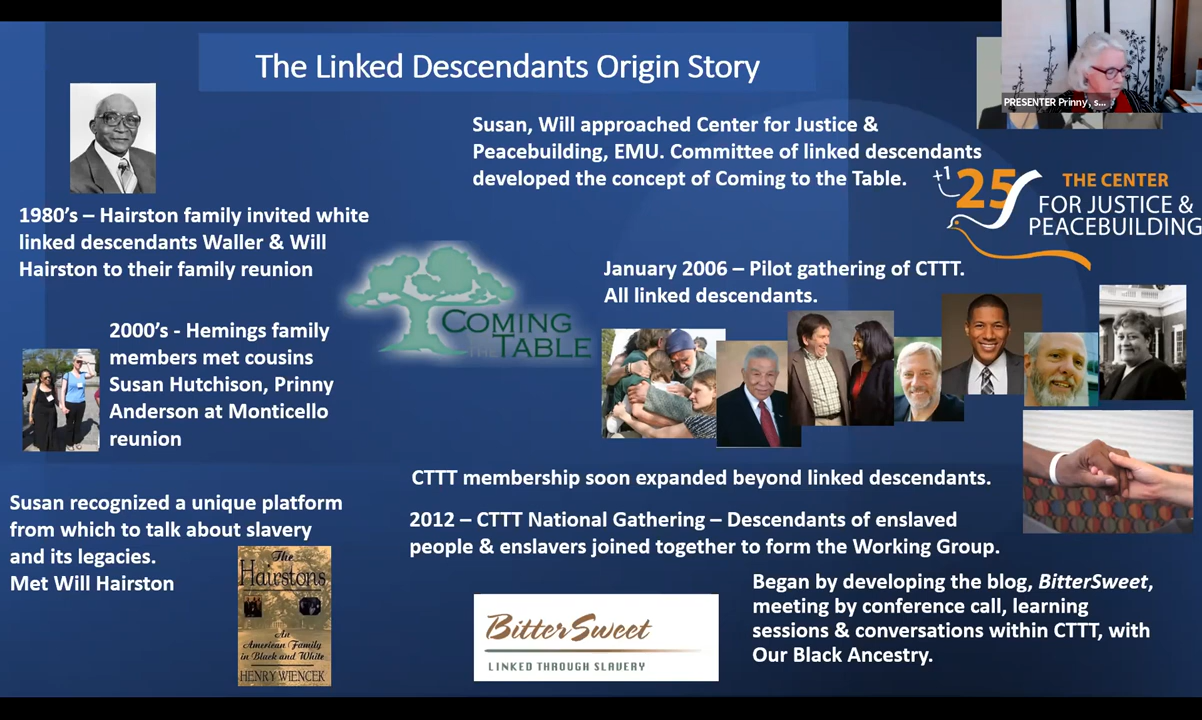 The Linked Descendants Origin Story
PRESENTER Prinny, s...
1980's – Hairston family invited white
linked descendants Waller & Will
Hairston to their family reunion
2000's - Hemings family
members met cousins
Susan Hutchison, Prinny
Anderson at Monticello
reunion
Susan recognized a unique platform
from which to talk about slavery
and its legacies.
Met Will Hairston
The
Hairstons
An
American Family
in Black and White
HENRY WIENCEK
Susan, Will approached Center for Justice &
Peacebuilding, EMU. Committee of linked descendants
developed the concept of Coming to the Table.
+1
25
THE CENTER
FOR JUSTICE &
PEACEBUILDING
COMING
TO THE TABLE
January 2006 – Pilot gathering of CTTT.
All linked descendants.
CTTT membership soon expanded beyond linked descendants.
2012 – CTTT National Gathering – Descendants of enslaved
people & enslavers joined together to form the Working Group.
BitterSweet
LINKED THROUGH SLAVERY
Began by developing the blog, BitterSweet,
meeting by conference call, learning
sessions & conversations within CTTT, with
Our Black Ancestry.